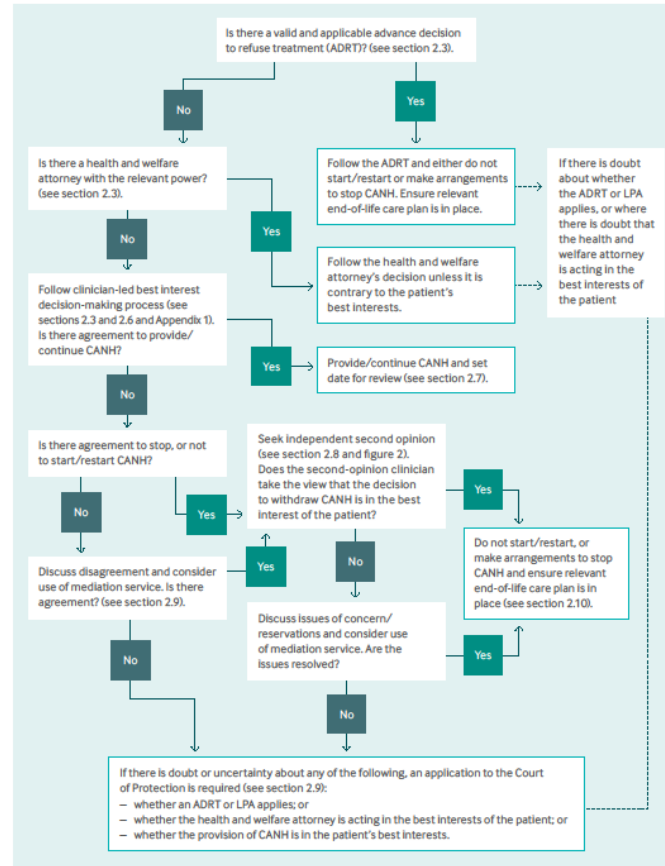 Is there a valid and applicable advance decision
to refuse treatment (ADRT)? (see section 2.3).
No
Yes
Is there a health and welfare
attorney with the relevant power?
(see section 2.3).
Follow the ADRT and either do not
start/restart or make arrangements
to stop CANH. Ensure relevant
end-of-life care plan is in place.
If there is doubt
about whether
the ADRT or LPA
applies, or where
there is doubt that
the health and
welfare attorney
is acting in the
best interests of
the patient
No
Yes
Follow the health and welfare
attorney's decision unless it is
contrary to the patient's
best interests.
Follow clinician-led best interest
decision-making process (see
sections 2.3 and 2.6 and Appendix 1).
Is there agreement to provide/
continue CANH?
Yes
Provide/continue CANH and set
date for review (see section 2.7).
No
Is there agreement to stop, or not
to start/restart CANH?
Seek independent second opinion
(see section 2.8 and figure 2).
Does the second-opinion clinician
take the view that the decision
to withdraw CANH is in the best
interest of the patient?
No
Yes
Yes
Do not start/restart, or
make arrangements to stop
CANH and ensure relevant
end-of-life care plan is in
place (see section 2.10).
Discuss disagreement and consider
use of mediation service. Is there
agreement? (see section 2.9).
Yes
No
Discuss issues of concern/
reservations and consider use
of mediation service. Are the
issues resolved?
Yes
No
No
If there is doubt or uncertainty about any of the following, an application to the Court
of Protection is required (see section 2.9):
– whether an ADRT or LPA applies; or
– whether the health and welfare attorney is acting in the best interests of the patient; or
– whether the provision of CANH is in the patient's best interests.